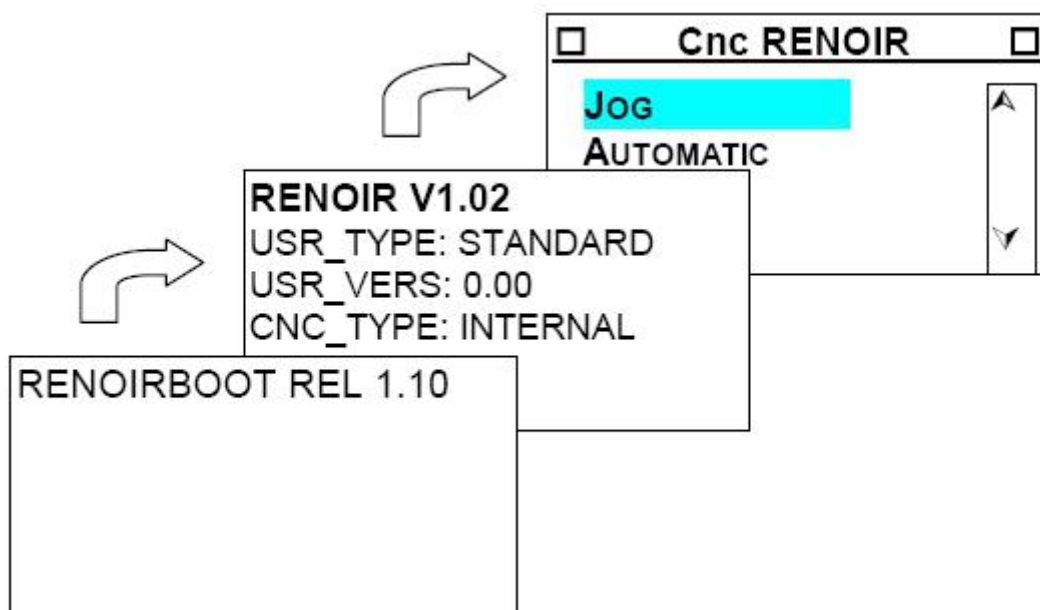 Cnc RENOIR
JOG
AUTOMATIC
RENOIR V1.02
USR_TYPE: STANDARD
USR_VERS: 0.00
CNC_TYPE: INTERNAL
RENOIRBOOT REL 1.10